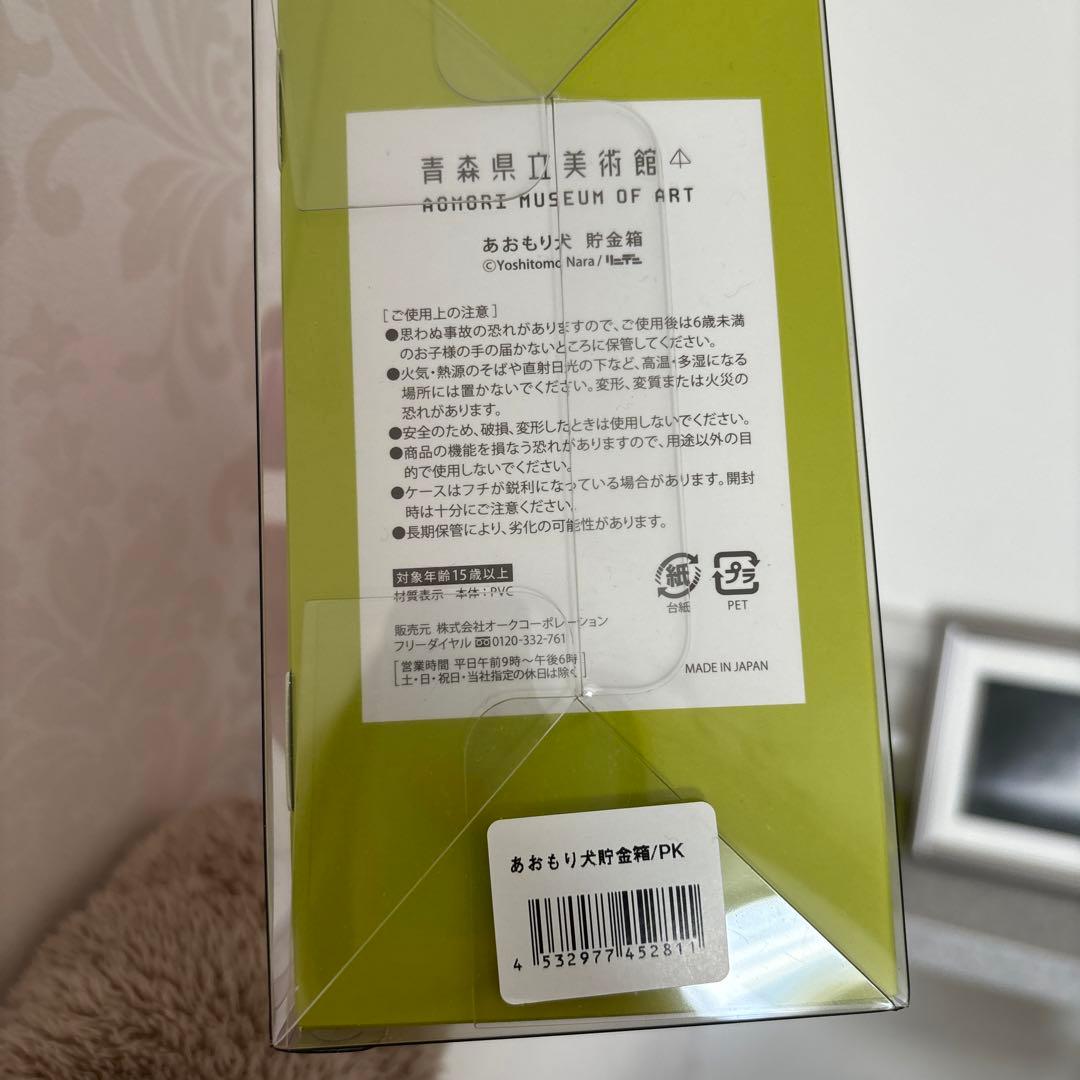 青森県立美術館
AOMORI MUSEUM OF ART
あおもり犬 貯金箱
©Yoshitomo Nara / リニデニ
[ご使用上の注意]
●思わぬ事故の恐れがありますので、ご使用後は6歳未満
のお子様の手の届かないところに保管してください。
●火気・熱源のそばや直射日光の下など、高温・多湿になる
場所には置かないでください。変形、変質または火災の
恐れがあります。
●安全のため、破損、変形したときは使用しないでください。
●商品の機能を損なう恐れがありますので、用途以外の目
的で使用しないでください。
●ケースはフチが鋭利になっている場合があります。開封
時は十分にご注意ください。
●長期保管により、劣化の可能性があります。
対象年齢15歳以上
材質表示 本体：PVC
紙
台紙
プラ
PET
販売元 株式会社オークコーポレーション
フリーダイヤル 0120-332-761
[営業時間 平日午前9時～午後6時
土・日・祝日・当社指定の休日は除く]
MADE IN JAPAN
あおもり犬貯金箱/PK
4 532977 452811